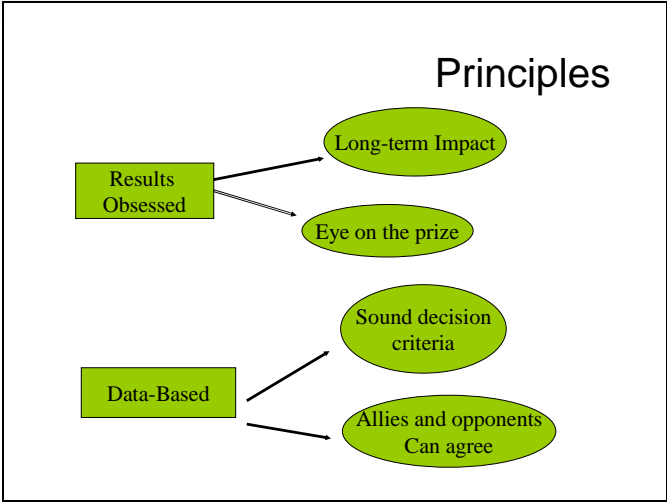 Principles
Long-term Impact
Results
Obsessed
Eye on the prize
Sound decision
criteria
Data-Based
Allies and opponents
Can agree